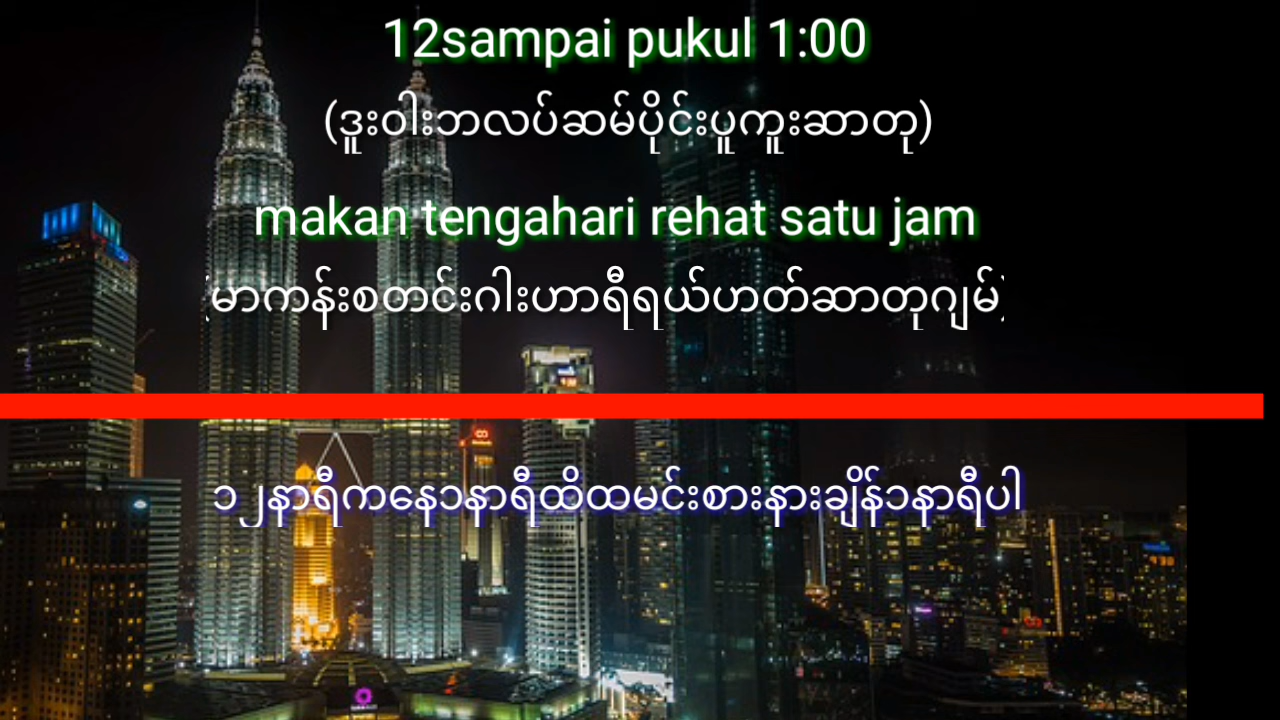 12sampai pukul 1:00
(ဒူးဝါးဘလပ်ဆမ်ပိုင်းပူကူးဆာတု)
makan tengahari rehat satu jam
(မာကန်းစတင်းဂါးဟာရီရယ်ဟတ်ဆာတုဂျမ်)
၁၂နာရီကနေ၁နာရီထိထမင်းစားနားချိန်၁နာရီပါ